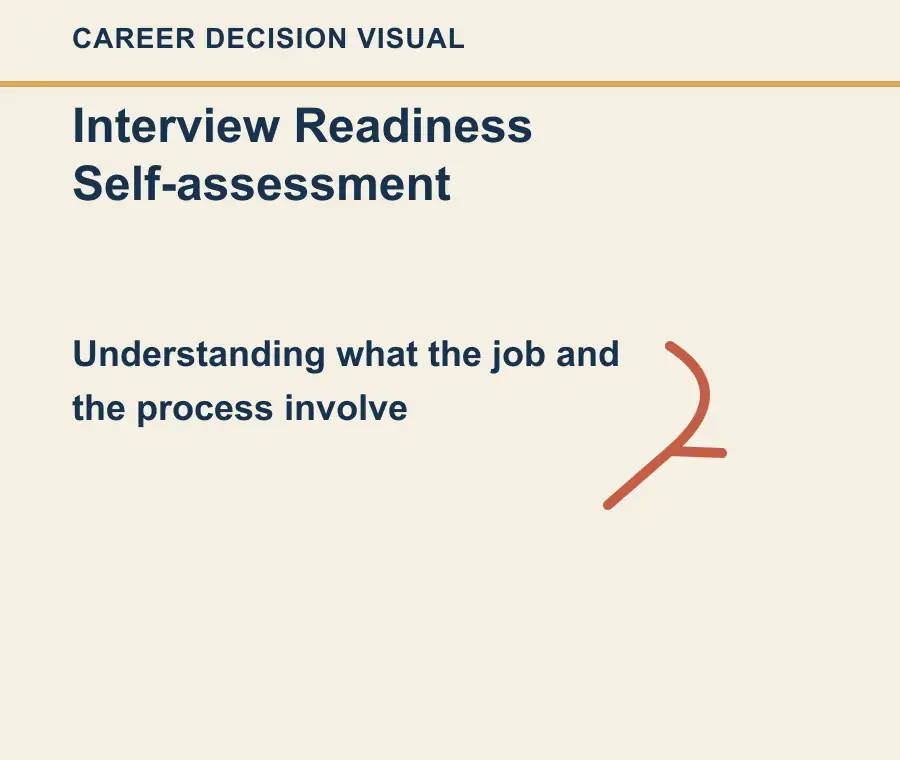 CAREER DECISION VISUAL
Interview Readiness
Self-assessment
Understanding what the job and
the process involve